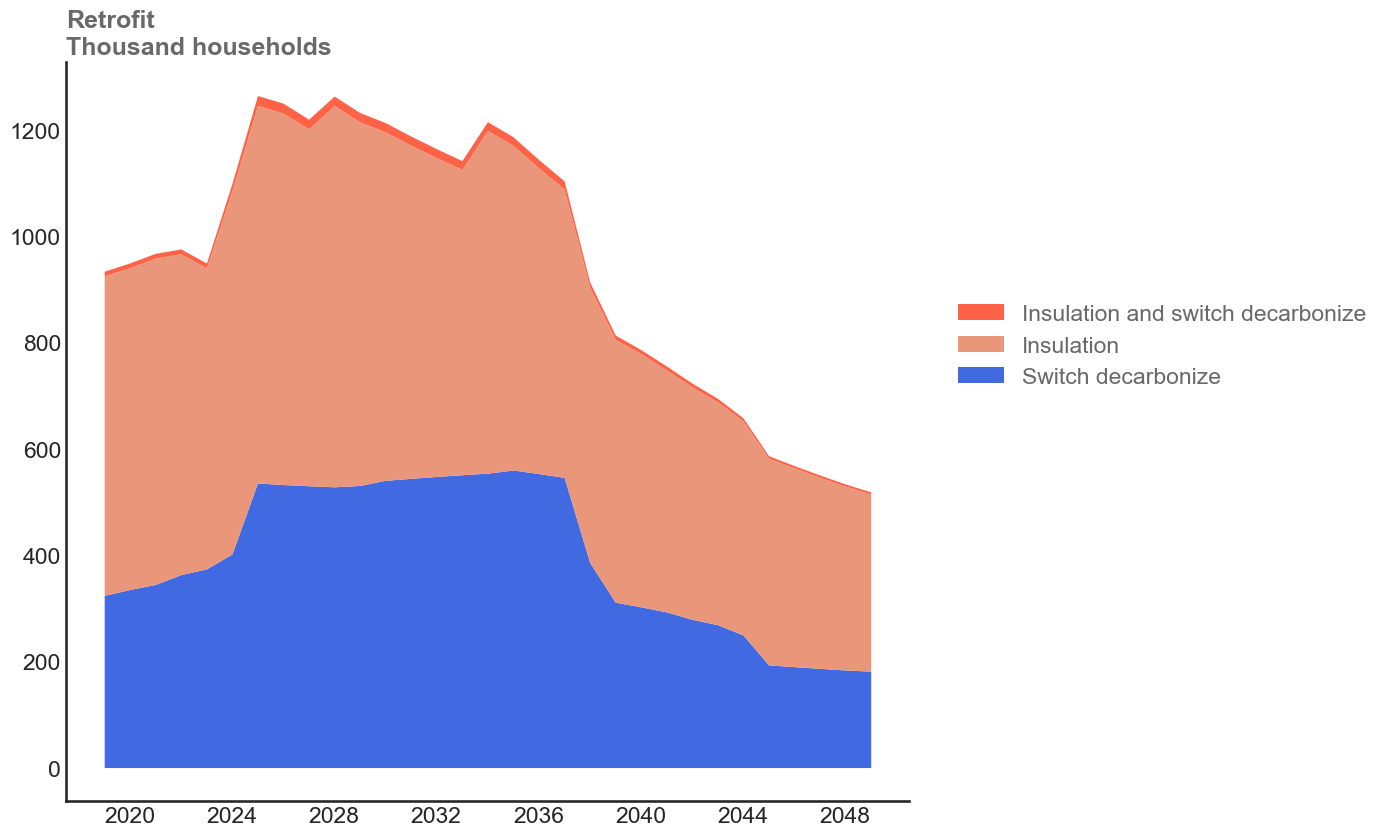 Retrofit
Thousand households
1200
1000
800
600
400
200
0
2020 2024 2028 2032 2036 2040 2044 2048
Insulation and switch decarbonize
Insulation
Switch decarbonize